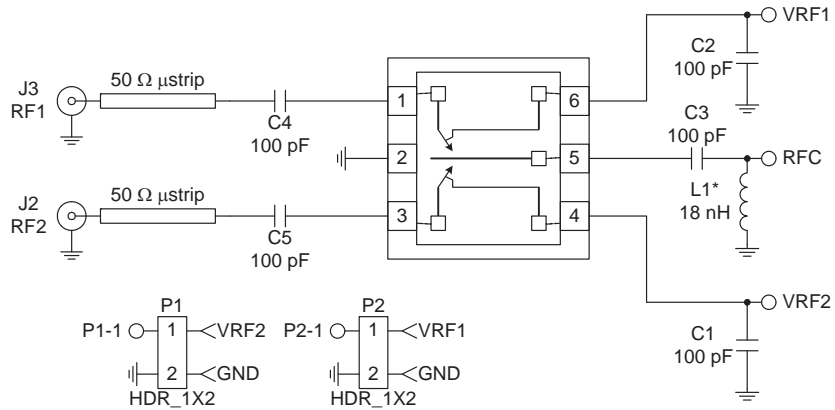 VRF1
C2
100 pF
J3
RF1
50 Ω µstrip
C4
100 pF
1
6
C3
100 pF
2
5
RFC
L1*
18 nH
J2
RF2
50 Ω µstrip
C5
100 pF
3
4
VRF2
C1
100 pF
P1
P1-1
1
VRF2
2
GND
HDR_1X2
P2
P2-1
1
VRF1
2
GND
HDR_1X2